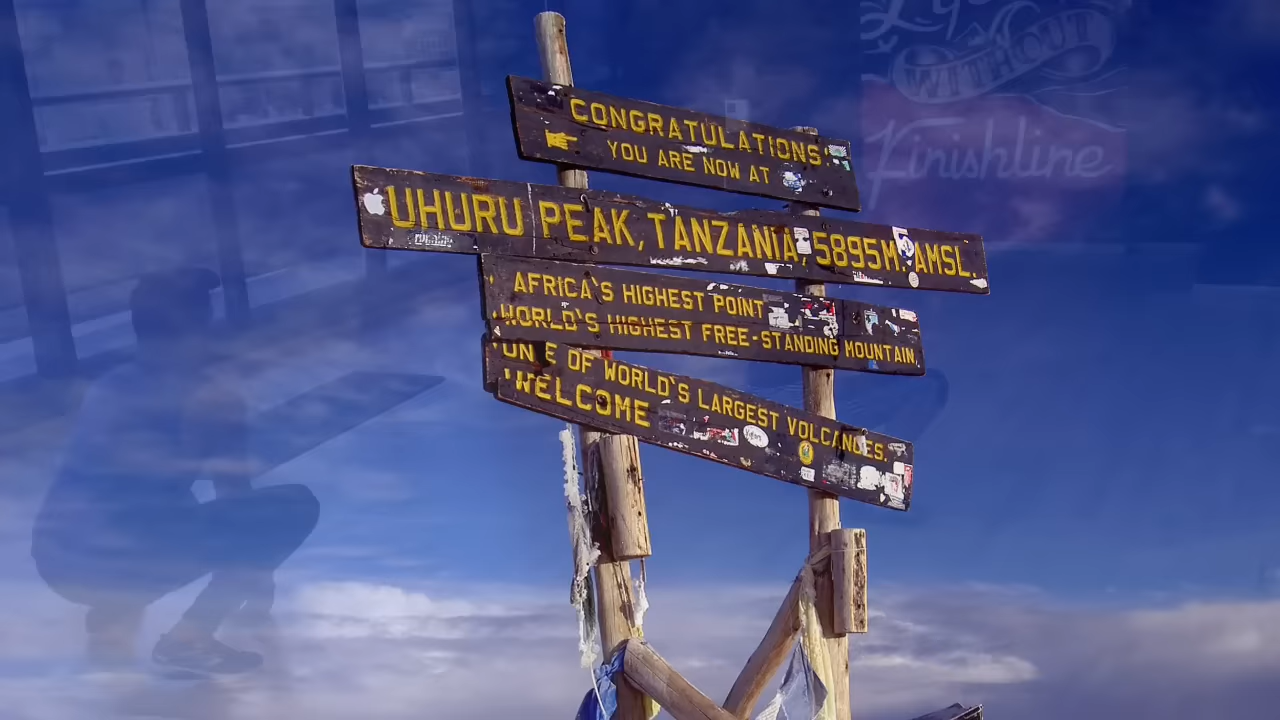 WITHOUT
Finishline
CONGRATULATIONS
YOU ARE NOW AT
UHURU PEAK, TANZANIA, 5895M. AMSL.
AFRICA'S HIGHEST POINT
WORLD'S HIGHEST FREE-STANDING MOUNTAIN,
ONE OF WORLD'S LARGEST VOLCANOES.
WELCOME